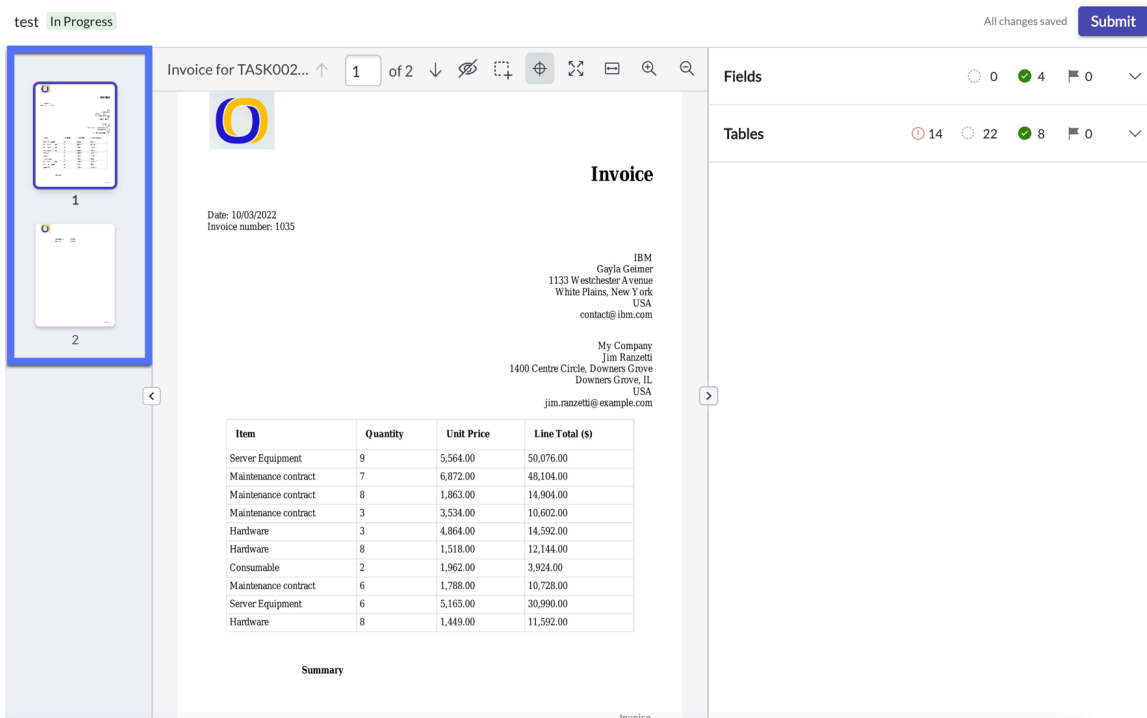 test In Progress
All changes saved Submit
Invoice for TASK002... 1 of 2
Fields 0 4 0
Tables 14 22 8 0
1
2
Invoice
Date: 10/03/2022
Invoice number: 1035
IBM
Gayla Geimer
1133 Westchester Avenue
White Plains, New York
USA
contact@ibm.com
My Company
Jim Ranzetti
1400 Centre Circle, Downers Grove
Downers Grove, IL
USA
jim.ranzetti@example.com
Item Quantity Unit Price Line Total ($)
Server Equipment 9 5,564.00 50,076.00
Maintenance contract 7 6,872.00 48,104.00
Maintenance contract 8 1,863.00 14,904.00
Maintenance contract 3 3,534.00 10,602.00
Hardware 3 4,864.00 14,592.00
Hardware 8 1,518.00 12,144.00
Consumable 2 1,962.00 3,924.00
Maintenance contract 6 1,788.00 10,728.00
Server Equipment 6 5,165.00 30,990.00
Hardware 8 1,449.00 11,592.00
Summary
Invoice